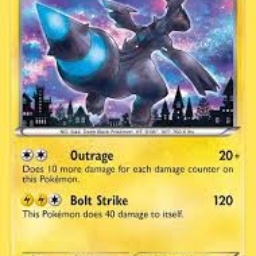 Outrage 20+
Does 10 more damage for each damage counter on
this Pokémon.
Bolt Strike 120
This Pokémon does 40 damage to itself.